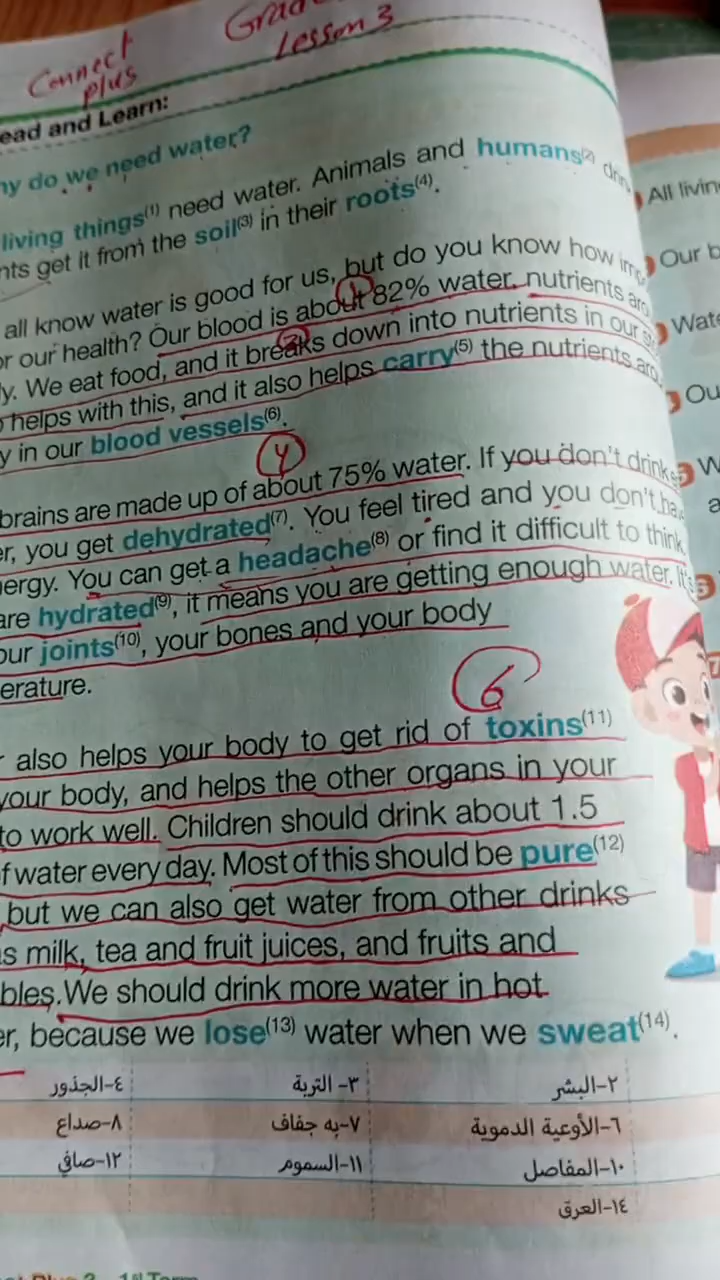 Connect plus
Lesson 3
ead and Learn:
hy do we need water?
living things(1) need water. Animals and humans(2)
nts get it from the soil(3) in their roots(4).
all know water is good for us, but do you know how
or our health? Our blood is about 82% water, nutrients
y. We eat food, and it breaks down into nutrients in our
helps with this, and it also helps carry(5) the nutrients
y in our blood vessels(6).
brains are made up of about 75% water. If you don't drink
er, you get dehydrated(7). You feel tired and you don't
ergy. You can get a headache(8) or find it difficult to think
are hydrated(9), it means you are getting enough water. It's
our joints(10), your bones and your body
erature.
also helps your body to get rid of toxins(11)
your body, and helps the other organs in your
to work well. Children should drink about 1.5
f water every day. Most of this should be pure(12)
but we can also get water from other drinks
s milk, tea and fruit juices, and fruits and
bles. We should drink more water in hot
er, because we lose(13) water when we sweat(14).
٢-البشر ٣-التربة ٤-الجذور
٦-الأوعية الدموية ٧-به جفاف ٨-صداع
١٠-المفاصل ١١-السموم ١٢-صافي
١٤-العرق
All livin
Our b
Wate
Ou
W
a
1
4
6